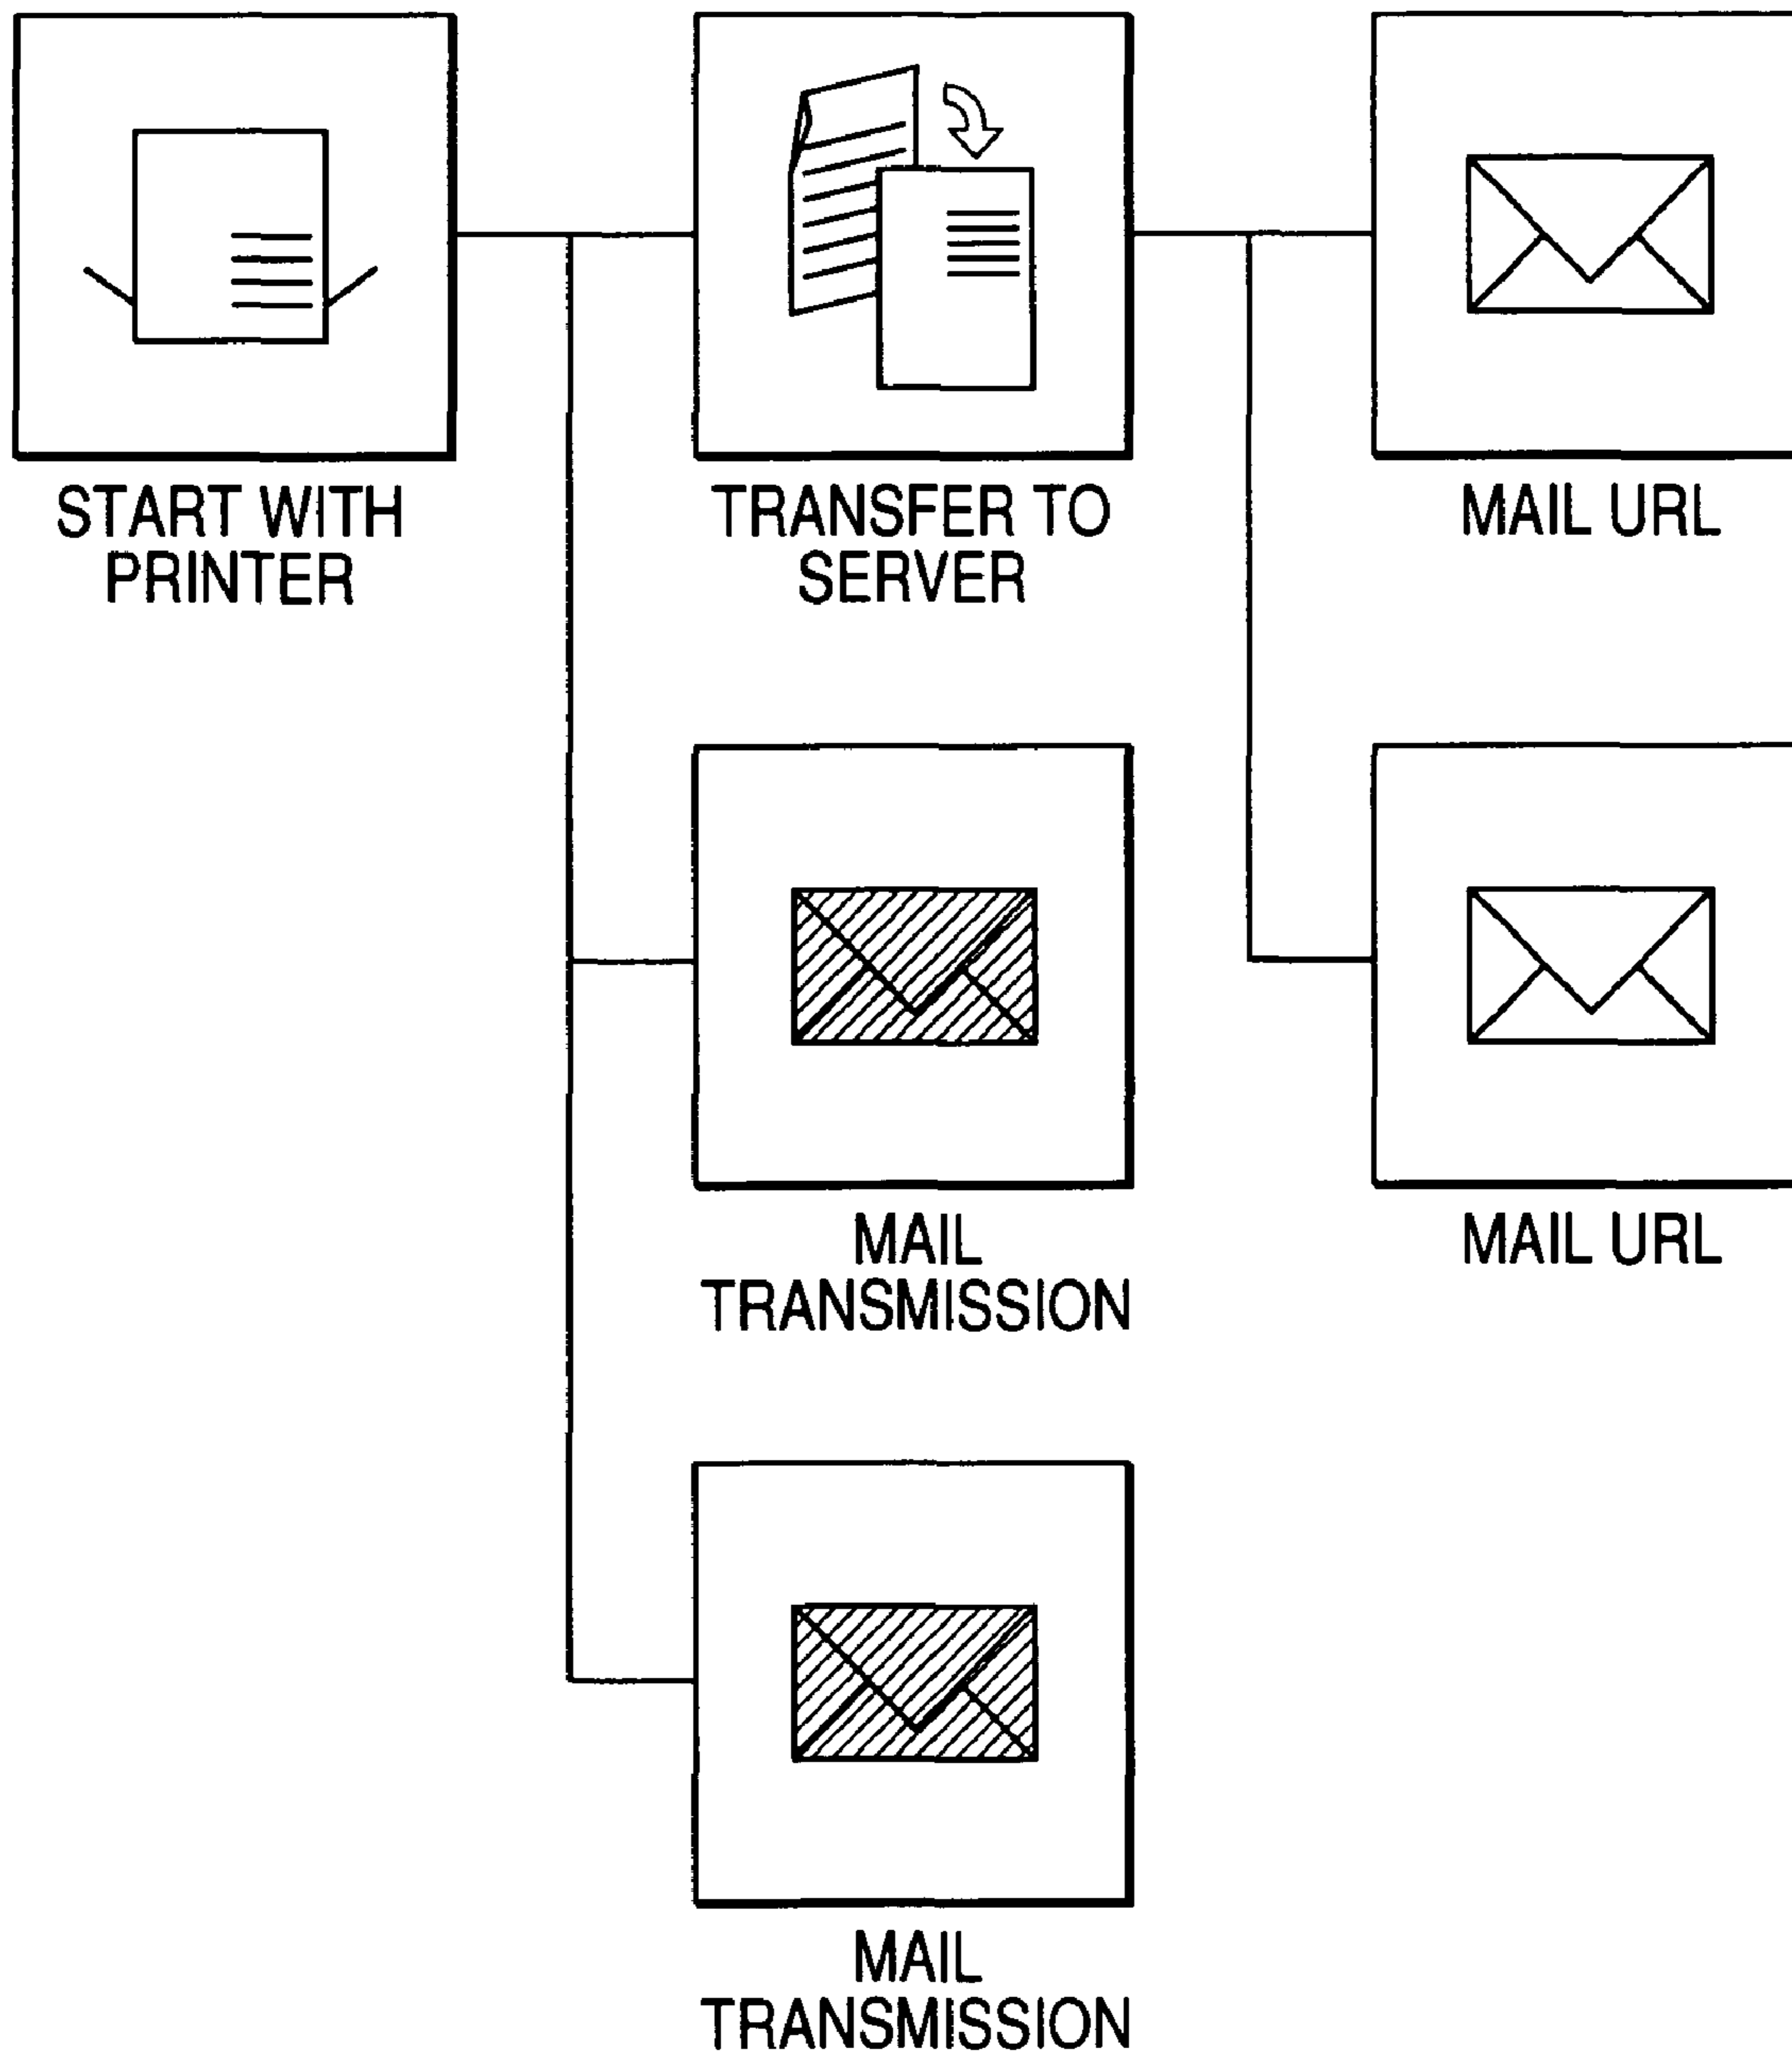 START WITH
PRINTER
TRANSFER TO
SERVER
MAIL URL
MAIL
TRANSMISSION
MAIL URL
MAIL
TRANSMISSION